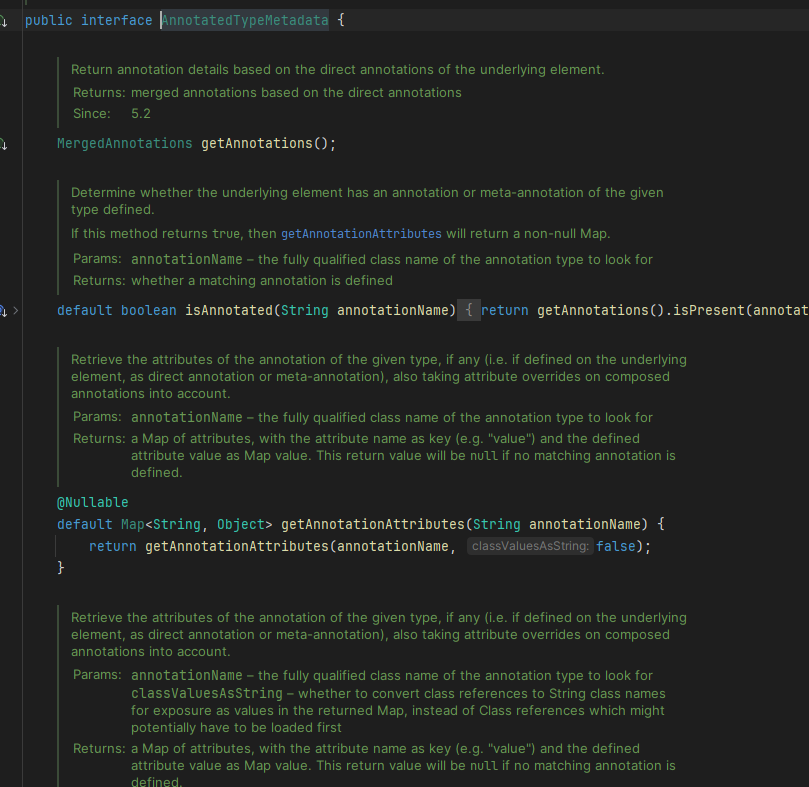 public interface AnnotatedTypeMetadata {
Return annotation details based on the direct annotations of the underlying element.
Returns: merged annotations based on the direct annotations
Since: 5.2
MergedAnnotations getAnnotations();
Determine whether the underlying element has an annotation or meta-annotation of the given
type defined.
If this method returns true, then getAnnotationAttributes will return a non-null Map.
Params: annotationName – the fully qualified class name of the annotation type to look for
Returns: whether a matching annotation is defined
default boolean isAnnotated(String annotationName) { return getAnnotations().isPresent(annotat
Retrieve the attributes of the annotation of the given type, if any (i.e. if defined on the underlying
element, as direct annotation or meta-annotation), also taking attribute overrides on composed
annotations into account.
Params: annotationName – the fully qualified class name of the annotation type to look for
Returns: a Map of attributes, with the attribute name as key (e.g. "value") and the defined
attribute value as Map value. This return value will be null if no matching annotation is
defined.
@Nullable
default Map<String, Object> getAnnotationAttributes(String annotationName) {
return getAnnotationAttributes(annotationName, classValuesAsString: false);
}
Retrieve the attributes of the annotation of the given type, if any (i.e. if defined on the underlying
element, as direct annotation or meta-annotation), also taking attribute overrides on composed
annotations into account.
Params: annotationName – the fully qualified class name of the annotation type to look for
classValuesAsString – whether to convert class references to String class names
for exposure as values in the returned Map, instead of Class references which might
potentially have to be loaded first
Returns: a Map of attributes, with the attribute name as key (e.g. "value") and the defined
attribute value as Map value. This return value will be null if no matching annotation is
defined.